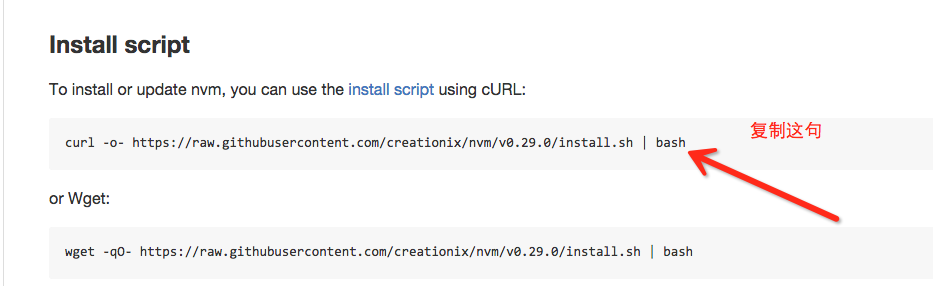 Install script
To install or update nvm, you can use the install script using cURL:
curl -o- https://raw.githubusercontent.com/creationix/nvm/v0.29.0/install.sh | bash
复制这句
or Wget:
wget -qO- https://raw.githubusercontent.com/creationix/nvm/v0.29.0/install.sh | bash